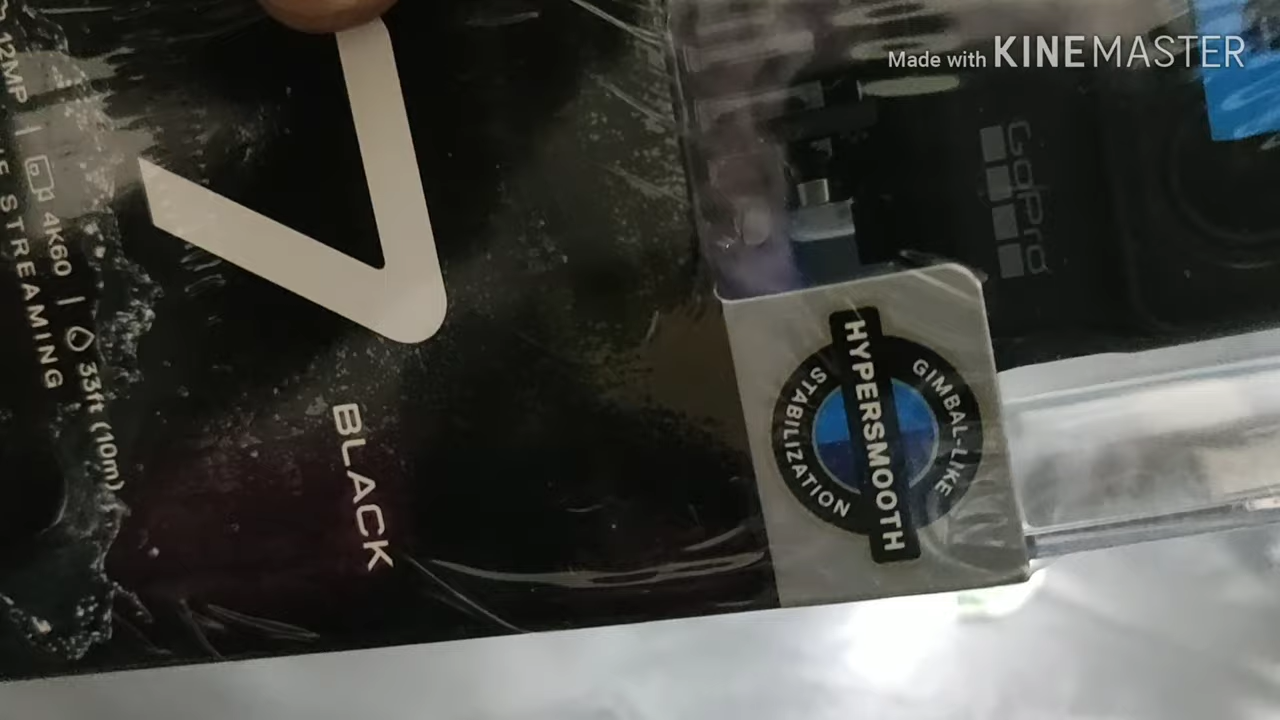 Made with KINEMASTER
GoPro
12MP | 4K60 | 33ft (10m)
STREAMING
7
BLACK
HYPERSMOOTH
GIMBAL-LIKE
STABILIZATION